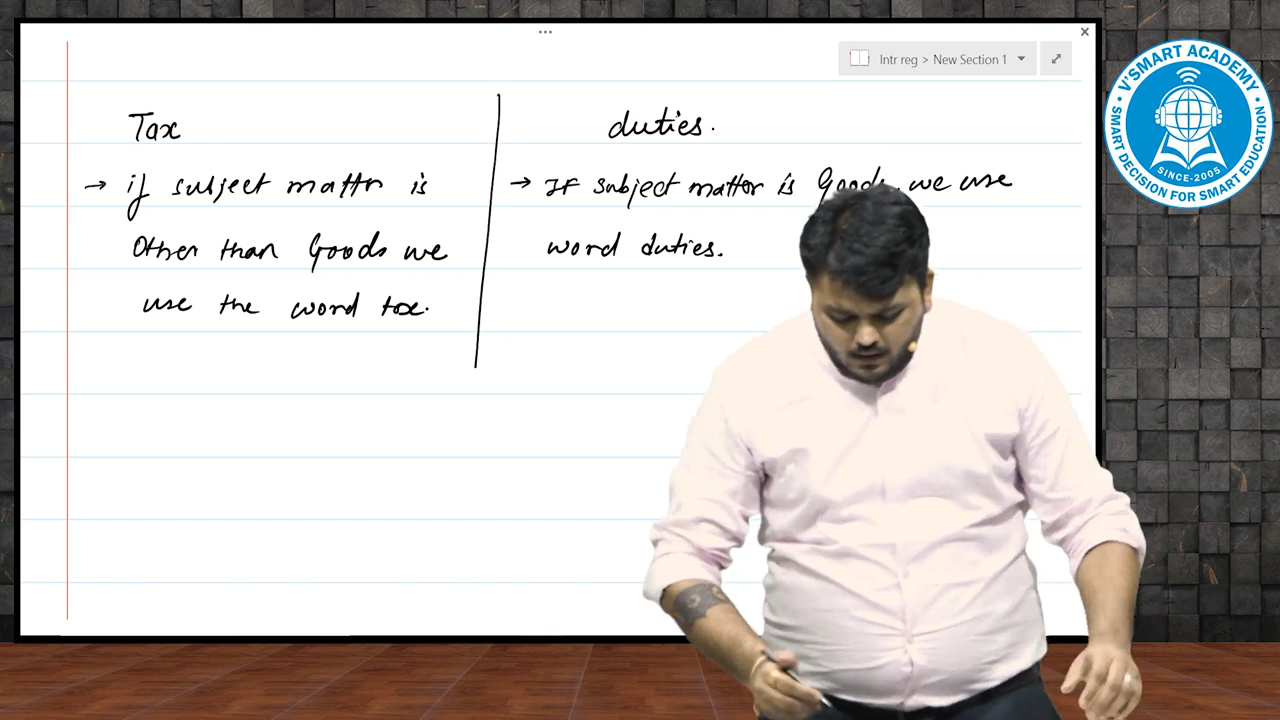 Intr reg > New Section 1
Tax
→ if subject matter is
Other than Goods we
use the word tax.
duties.
→ IF subject matter is Goods, we use
word duties.
V'SMART ACADEMY
SINCE-2005
SMART DECISION FOR SMART EDUCATION